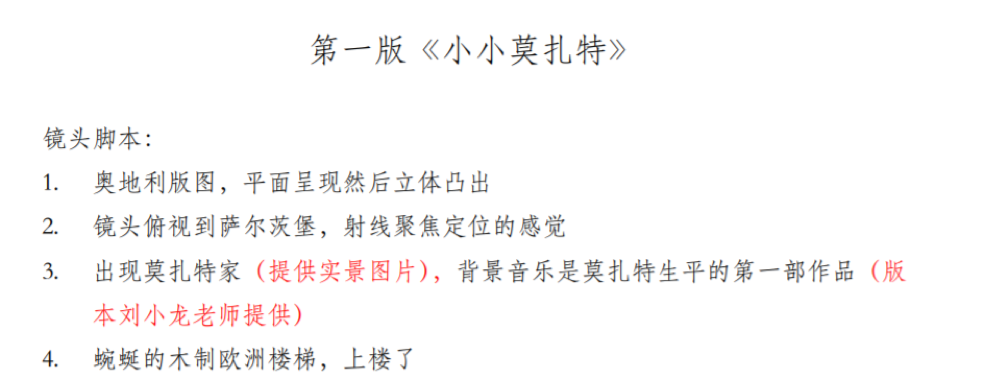 第一版《小小莫扎特》
镜头脚本：
1. 奥地利版图，平面呈现然后立体凸出
2. 镜头俯视到萨尔茨堡，射线聚焦定位的感觉
3. 出现莫扎特家（提供实景图片），背景音乐是莫扎特生平的第一部作品（版
本刘小龙老师提供）
4. 蜿蜒的木制欧洲楼梯，上楼了